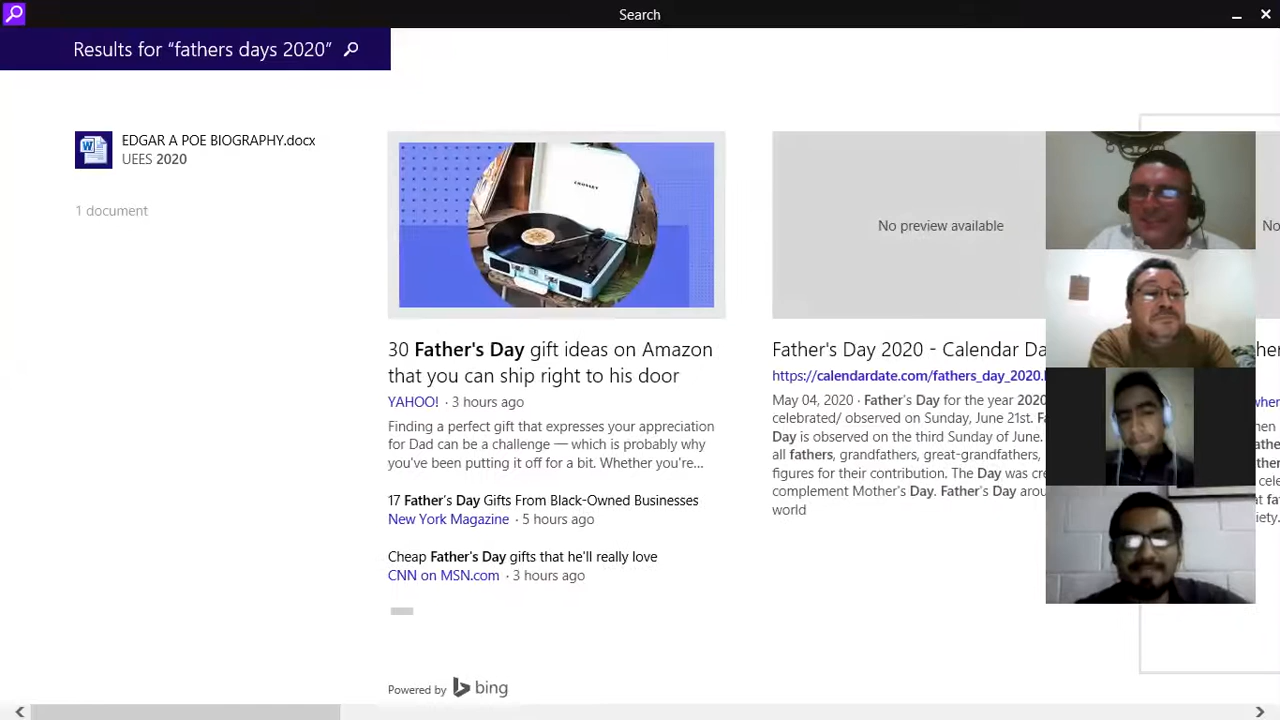 Search
Results for “fathers days 2020”
EDGAR A POE BIOGRAPHY.docx
UEES 2020
1 document
30 Father's Day gift ideas on Amazon
that you can ship right to his door
YAHOO! · 3 hours ago
Finding a perfect gift that expresses your appreciation
for Dad can be a challenge — which is probably why
you've been putting it off for a bit. Whether you're...
17 Father's Day Gifts From Black-Owned Businesses
New York Magazine · 5 hours ago
Cheap Father's Day gifts that he'll really love
CNN on MSN.com · 3 hours ago
Powered by bing
No preview available
Father's Day 2020 - Calendar Da
https://calendardate.com/fathers_day_2020.
May 04, 2020 · Father's Day for the year 2020
celebrated/ observed on Sunday, June 21st.
Day is observed on the third Sunday of June.
all fathers, grandfathers, great-grandfathers,
figures for their contribution. The Day was
complement Mother's Day. Father's Day
world
No